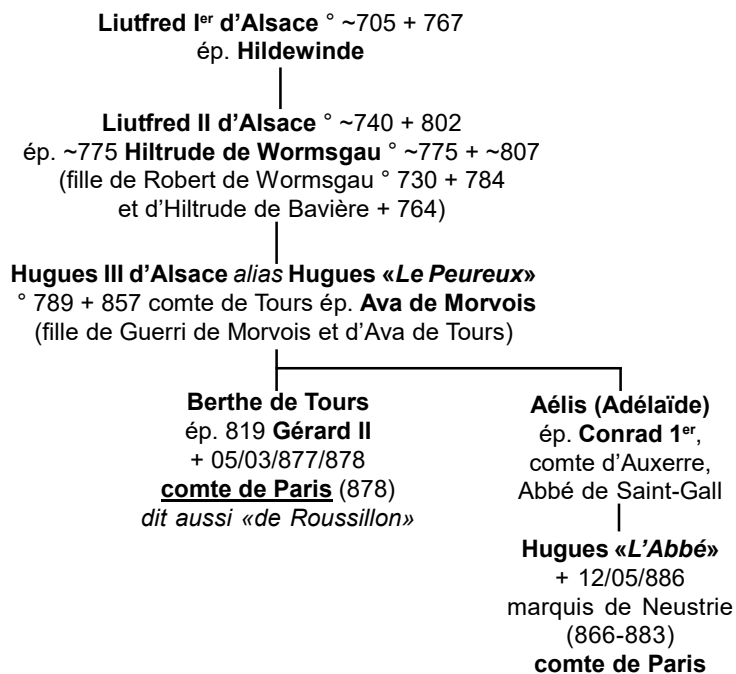 Liutfred Ier d'Alsace ° ~705 + 767
ép. Hildewinde
Liutfred II d'Alsace ° ~740 + 802
ép. ~775 Hiltrude de Wormsgau ° ~775 + ~807
(fille de Robert de Wormsgau ° 730 + 784
et d'Hiltrude de Bavière + 764)
Hugues III d'Alsace alias Hugues «Le Peureux»
° 789 + 857 comte de Tours ép. Ava de Morvois
(fille de Guerri de Morvois et d'Ava de Tours)
Berthe de Tours
ép. 819 Gérard II
+ 05/03/877/878
comte de Paris (878)
dit aussi «de Roussillon»
Aélis (Adélaïde)
ép. Conrad 1er,
comte d'Auxerre,
Abbé de Saint-Gall
Hugues «L'Abbé»
+ 12/05/886
marquis de Neustrie
(866-883)
comte de Paris